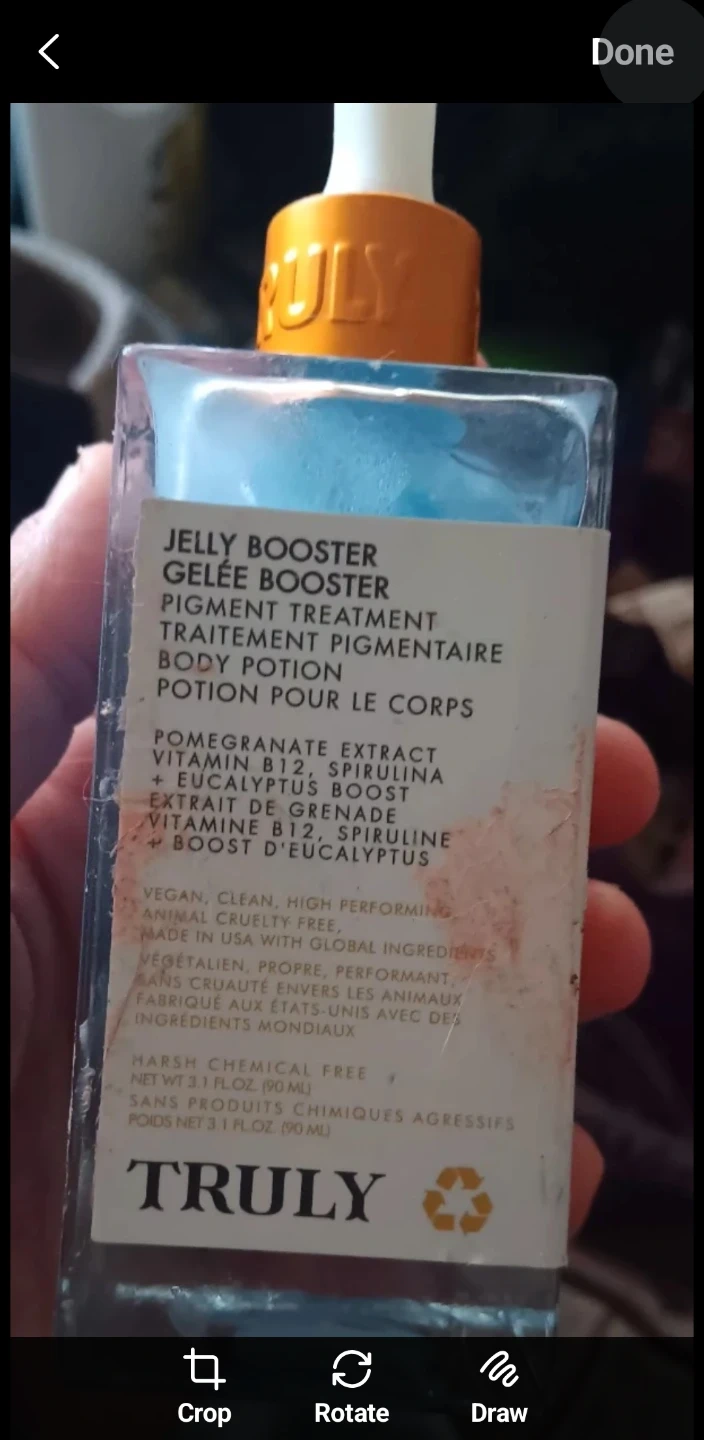 Done
RULY
JELLY BOOSTER
GELÉE BOOSTER
PIGMENT TREATMENT
TRAITEMENT PIGMENTAIRE
BODY POTION
POTION POUR LE CORPS
POMEGRANATE EXTRACT
VITAMIN B12, SPIRULINA
+ EUCALYPTUS BOOST
EXTRAIT DE GRENADE
VITAMINE B12, SPIRULINE
+ BOOST D'EUCALYPTUS
VEGAN, CLEAN, HIGH PERFORMING
ANIMAL CRUELTY FREE,
MADE IN USA WITH GLOBAL INGREDIENTS
VÉGÉTALIEN, PROPRE, PERFORMANT,
SANS CRUAUTÉ ENVERS LES ANIMAUX
FABRIQUÉ AUX ÉTATS-UNIS AVEC DES
INGRÉDIENTS MONDIAUX
HARSH CHEMICAL FREE
NET WT 3.1 FL.OZ. (90 ML)
SANS PRODUITS CHIMIQUES AGRESSIFS
POIDS NET 3.1 FL.OZ. (90 ML)
TRULY
Crop
Rotate
Draw